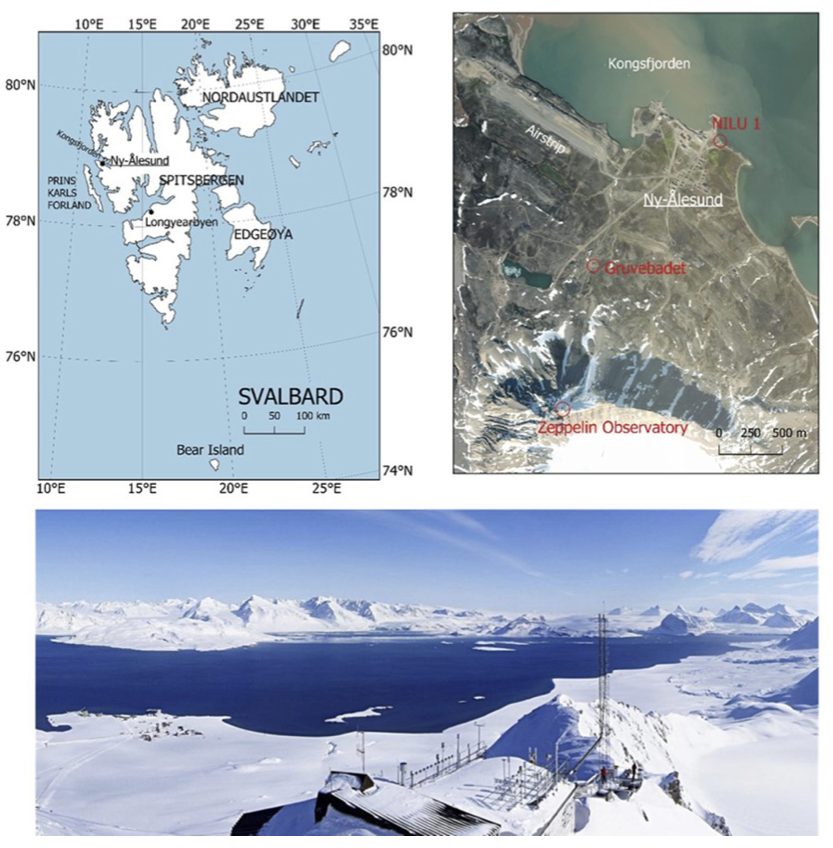 10°E 15°E 20°E 25°E 30°E 35°E
80°N
80°N
NORDAUSTLANDET
Kongsfjorden
Ny-Ålesund
SPITSBERGEN
PRINS
KARLS
FORLAND
78°N
78°N
Longyearbyen
EDGEØYA
76°N
76°N
SVALBARD
0 50 100 km
Bear Island
74°N
10°E 15°E 20°E 25°E
Kongsfjorden
NILU 1
Airstrip
Ny-Ålesund
Gruvebadet
Zeppelin Observatory
0 250 500 m